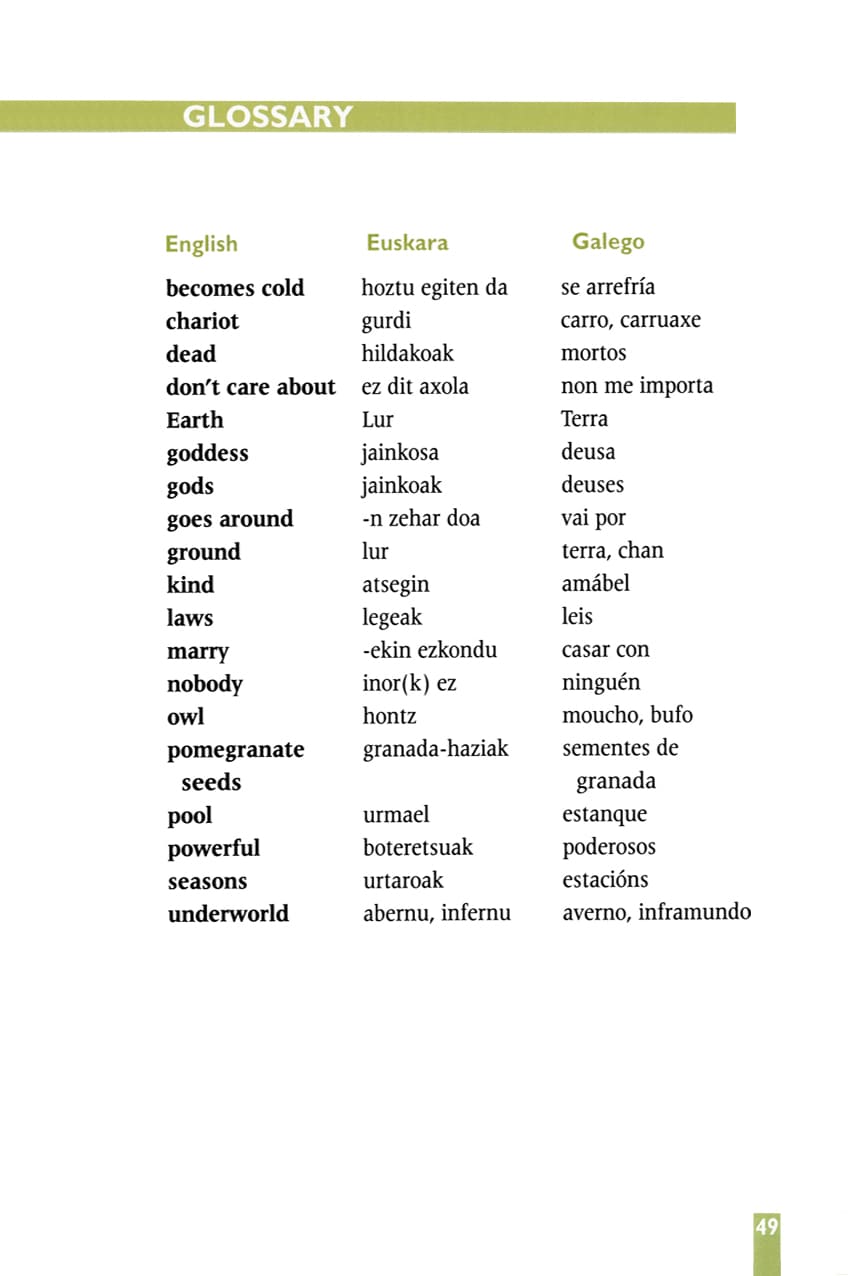 GLOSSARY
English Euskara Galego
becomes cold hoztu egiten da se arrefría
chariot gurdi carro, carruaxe
dead hildakoak mortos
don't care about ez dit axola non me importa
Earth Lur Terra
goddess jainkosa deusa
gods jainkoak deuses
goes around -n zehar doa vai por
ground lur terra, chan
kind atsegin amábel
laws legeak leis
marry -ekin ezkondu casar con
nobody inor(k) ez ninguén
owl hontz moucho, bufo
pomegranate granada-haziak sementes de
seeds granada
pool urmael estanque
powerful boteretsuak poderosos
seasons urtaroak estacións
underworld abernu, infernu averno, inframundo
49